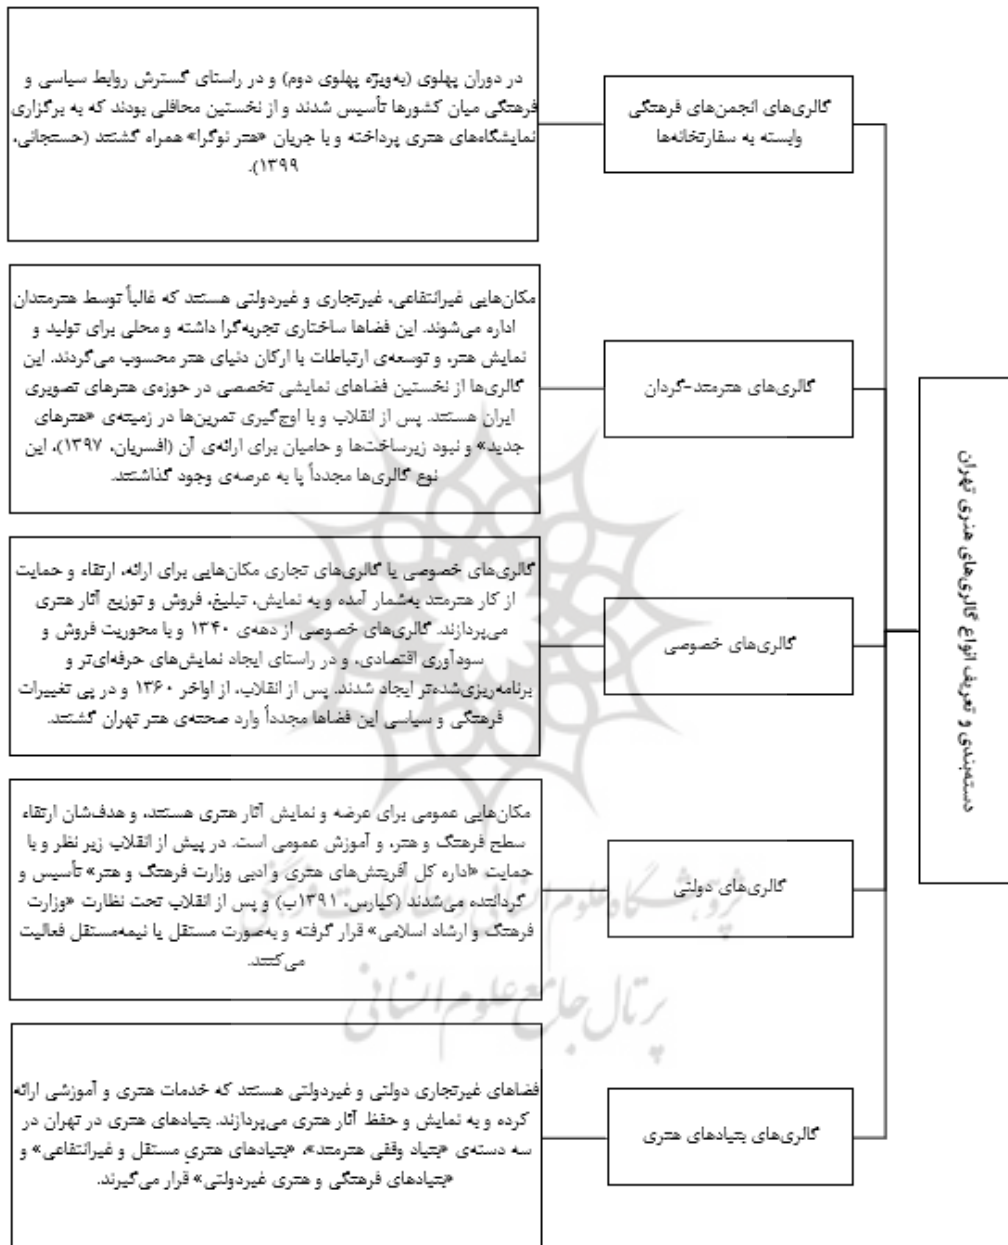 دسته‌بندی و تعریف انواع گالری‌های هنری تهران
گالری‌های انجمن‌های فرهنگی
وابسته به سفارتخانه‌ها
در دوران پهلوی (به‌ویژه پهلوی دوم) و در راستای گسترش روابط سیاسی و
فرهنگی میان کشورها تأسیس شدند و از نخستین محافلی بودند که به برگزاری
نمایشگاه‌های هنری پرداخته و با جریان «هنر نوگرا» همراه گشتند (حستجانی،
۱۳۹۹).
گالری‌های هنرمند-گردان
مکان‌هایی غیرانتفاعی، غیرتجاری و غیردولتی هستند که غالباً توسط هنرمندان
اداره می‌شوند. این فضاها ساختاری تجربه‌گرا داشته و محلی برای تولید و
نمایش هنر، و توسعه‌ی ارتباطات با ارکان دنیای هنر محسوب می‌گردند. این
گالری‌ها از نخستین فضاهای نمایشی تخصصی در حوزه‌ی هنرهای تصویری
ایران هستند. پس از انقلاب و با اوج‌گیری تمرین‌ها در زمینه‌ی «هنرهای
جدید» و نبود زیرساخت‌ها و حامیان برای ارائه‌ی آن (افسریان، ۱۳۹۷)، این
نوع گالری‌ها مجدداً پا به عرصه‌ی وجود گذاشتند.
گالری‌های خصوصی
گالری‌های خصوصی یا گالری‌های تجاری مکان‌هایی برای ارائه، ارتقاء و حمایت
از کار هنرمند به‌شمار آمده و به نمایش، تبلیغ، فروش و توزیع آثار هنری
می‌پردازند. گالری‌های خصوصی از دهه‌ی ۱۳۴۰ و با محوریت فروش و
سودآوری اقتصادی، و در راستای ایجاد نمایش‌های حرفه‌ای‌تر و
برنامه‌ریزی‌شده‌تر ایجاد شدند. پس از انقلاب، از اواخر ۱۳۶۰ و در پی تغییرات
فرهنگی و سیاسی این فضاها مجدداً وارد صحنه‌ی هنر تهران گشتند.
گالری‌های دولتی
مکان‌هایی عمومی برای عرضه و نمایش آثار هنری هستند، و هدف‌شان ارتقاء
سطح فرهنگ و هنر، و آموزش عمومی است. در پیش از انقلاب زیر نظر و با
حمایت «اداره کل آفرینش‌های هنری و ادبی وزارت فرهنگ و هنر» تأسیس و
گردانده می‌شدند (کیارس، ۱۳۹۱ب) و پس از انقلاب تحت نظارت «وزارت
فرهنگ و ارشاد اسلامی» قرار گرفته و به‌صورت مستقل یا نیمه‌مستقل فعالیت
می‌کنند.
گالری‌های بنیادهای هنری
فضاهای غیرتجاری دولتی و غیردولتی هستند که خدمات هنری و آموزشی ارائه
کرده و به نمایش و حفظ آثار هنری می‌پردازند. بنیادهای هنری در تهران در
سه دسته‌ی «بنیاد وقفی هنرمند»، «بنیادهای هنریِ مستقل و غیرانتفاعی» و
«بنیادهای فرهنگی و هنری غیردولتی» قرار می‌گیرند.
پژوهشگاه علوم انسانی و مطالعات فرهنگی
پرتال جامع علوم انسانی